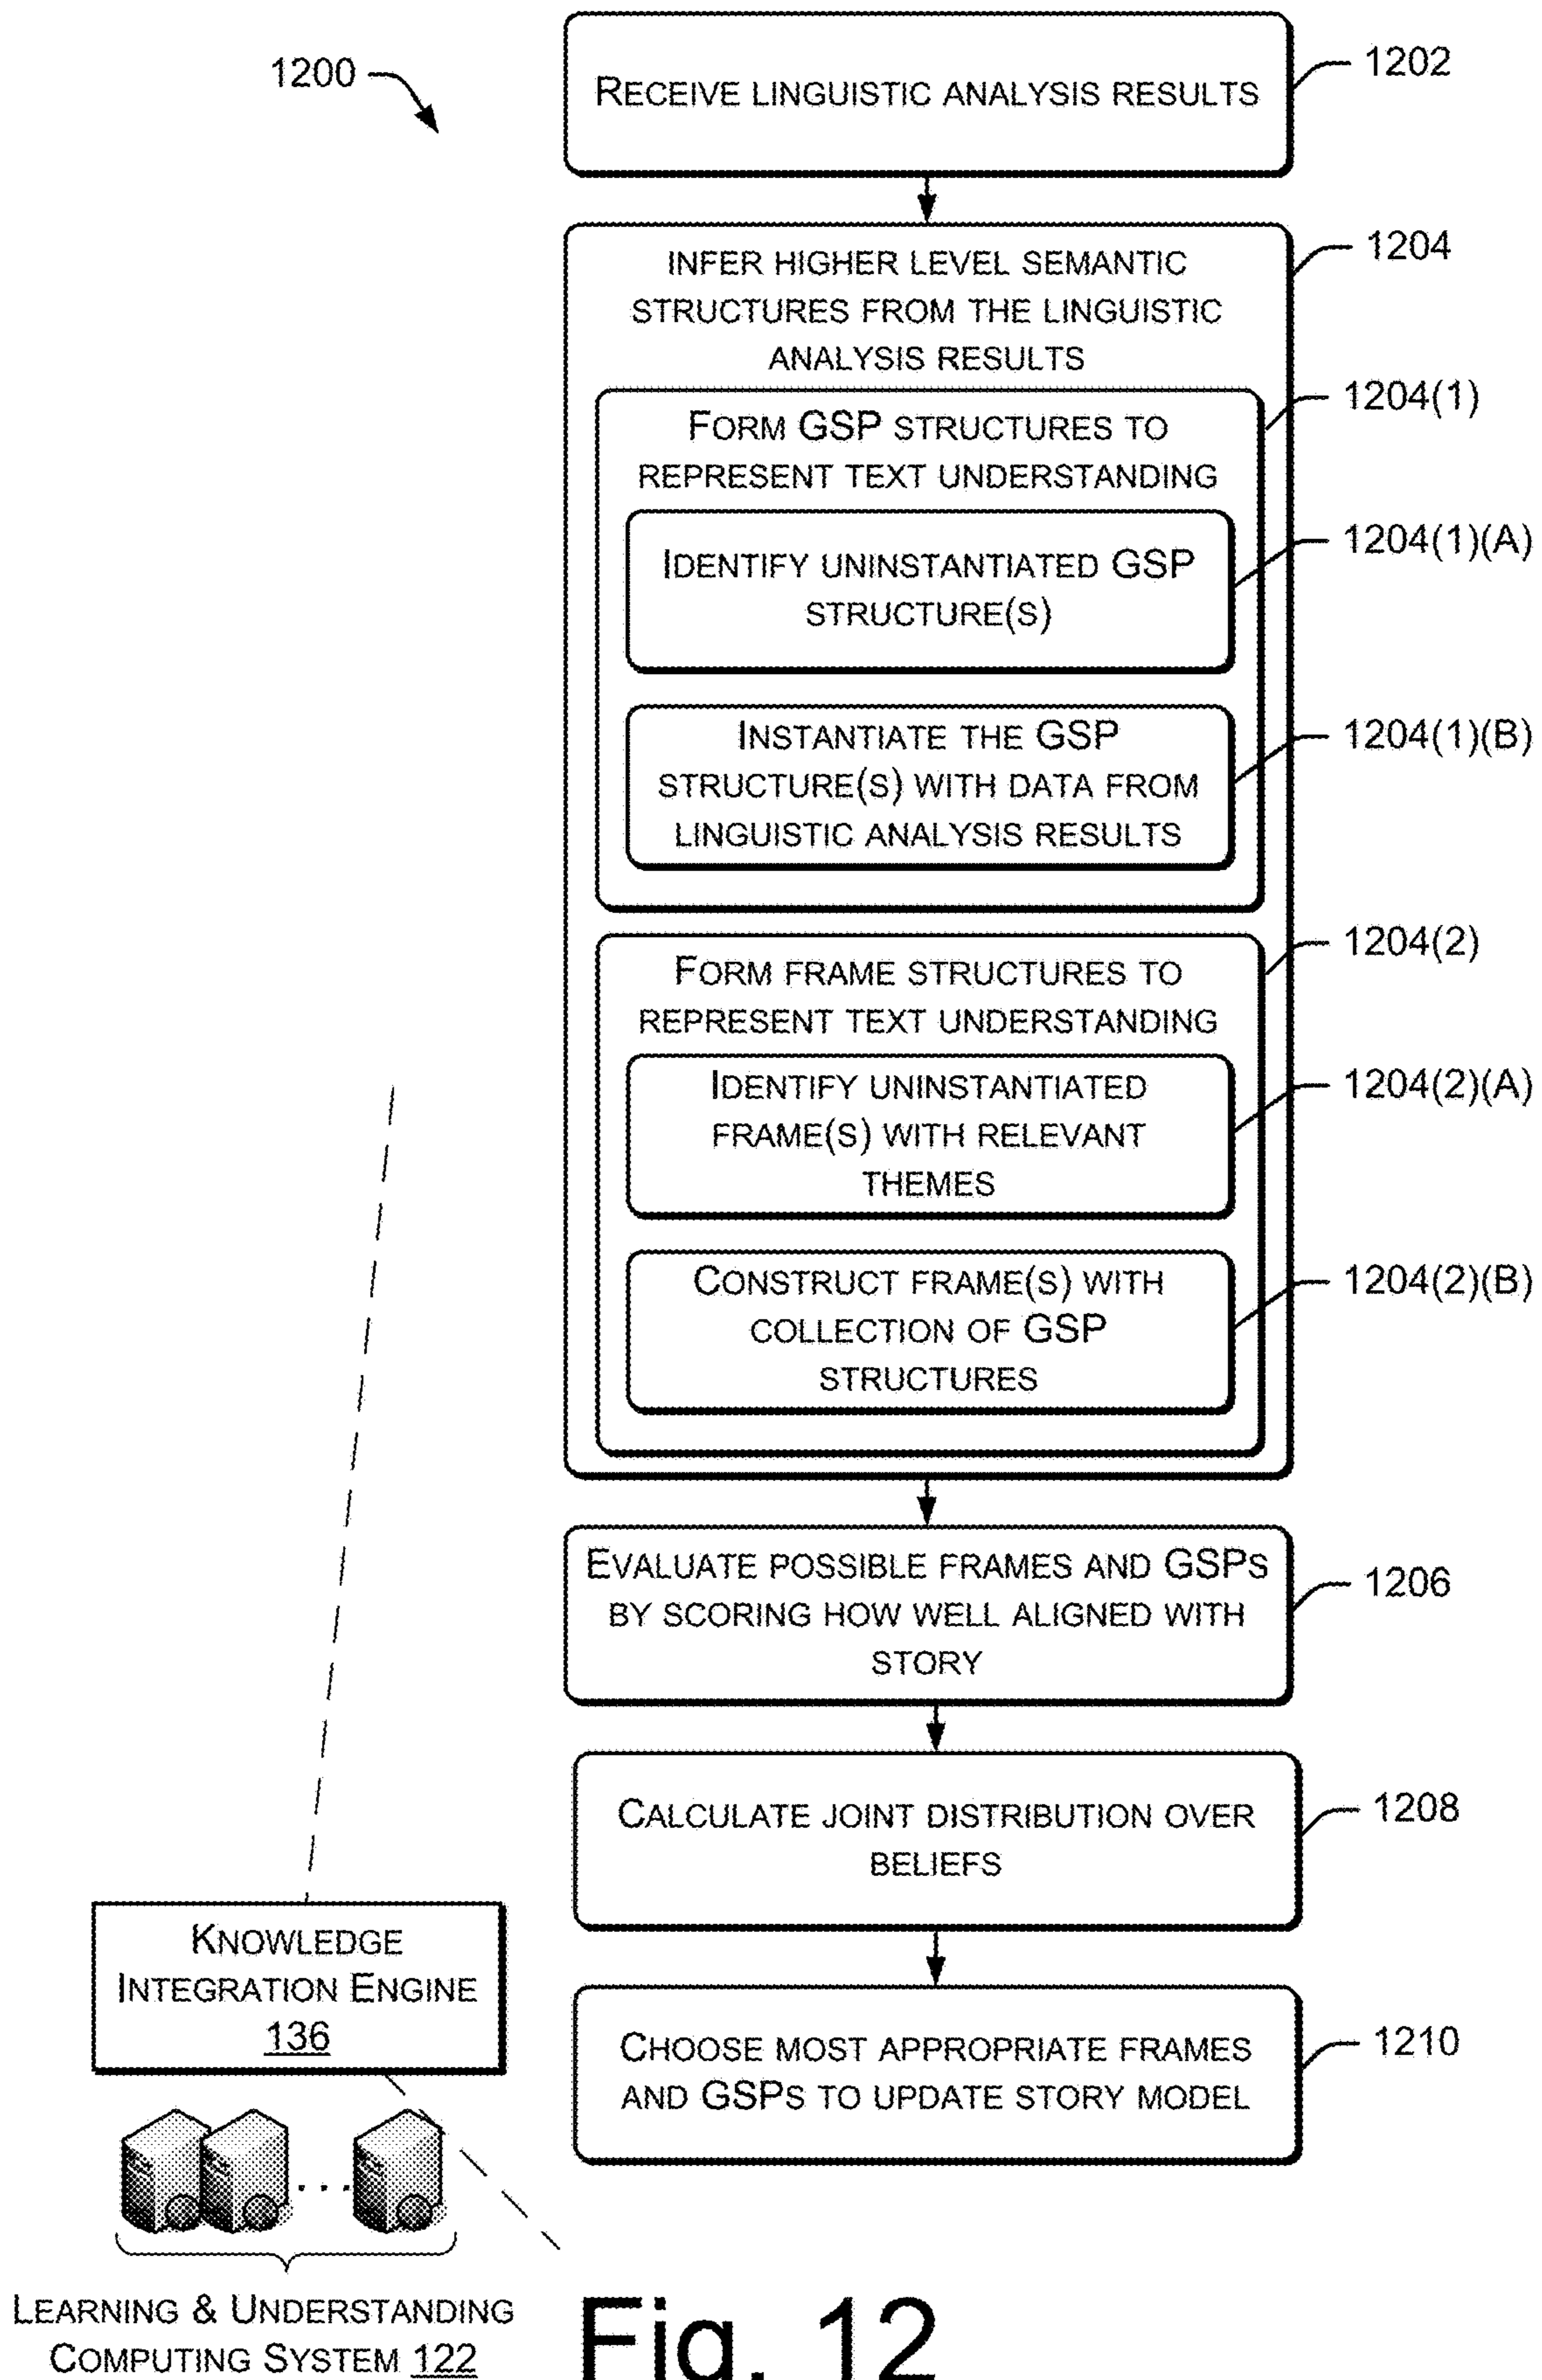 1200
RECEIVE LINGUISTIC ANALYSIS RESULTS
1202
INFER HIGHER LEVEL SEMANTIC
STRUCTURES FROM THE LINGUISTIC
ANALYSIS RESULTS
1204
FORM GSP STRUCTURES TO
REPRESENT TEXT UNDERSTANDING
1204(1)
IDENTIFY UNINSTANTIATED GSP
STRUCTURE(S)
1204(1)(A)
INSTANTIATE THE GSP
STRUCTURE(S) WITH DATA FROM
LINGUISTIC ANALYSIS RESULTS
1204(1)(B)
FORM FRAME STRUCTURES TO
REPRESENT TEXT UNDERSTANDING
1204(2)
IDENTIFY UNINSTANTIATED
FRAME(S) WITH RELEVANT
THEMES
1204(2)(A)
CONSTRUCT FRAME(S) WITH
COLLECTION OF GSP
STRUCTURES
1204(2)(B)
EVALUATE POSSIBLE FRAMES AND GSPS
BY SCORING HOW WELL ALIGNED WITH
STORY
1206
CALCULATE JOINT DISTRIBUTION OVER
BELIEFS
1208
CHOOSE MOST APPROPRIATE FRAMES
AND GSPS TO UPDATE STORY MODEL
1210
KNOWLEDGE
INTEGRATION ENGINE
136
...
LEARNING & UNDERSTANDING
COMPUTING SYSTEM 122
Fig. 12